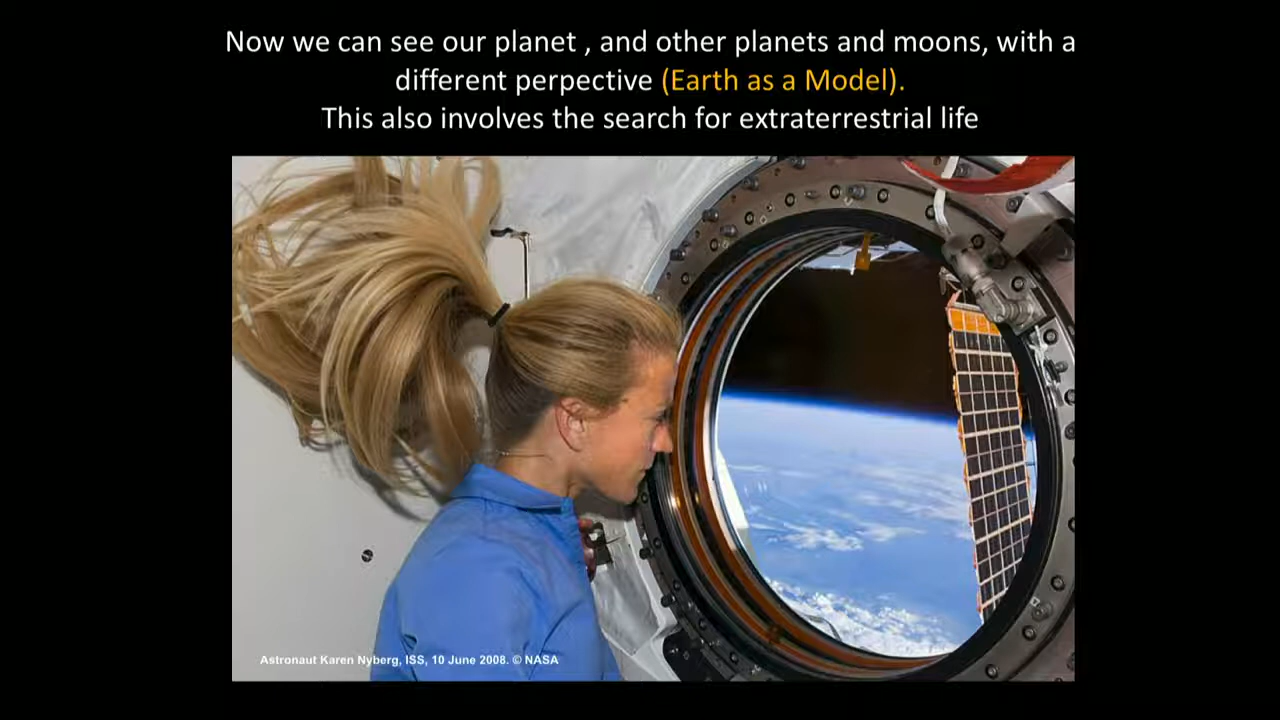 Now we can see our planet , and other planets and moons, with a
different perpective (Earth as a Model).
This also involves the search for extraterrestrial life
Astronaut Karen Nyberg, ISS, 10 June 2008. © NASA